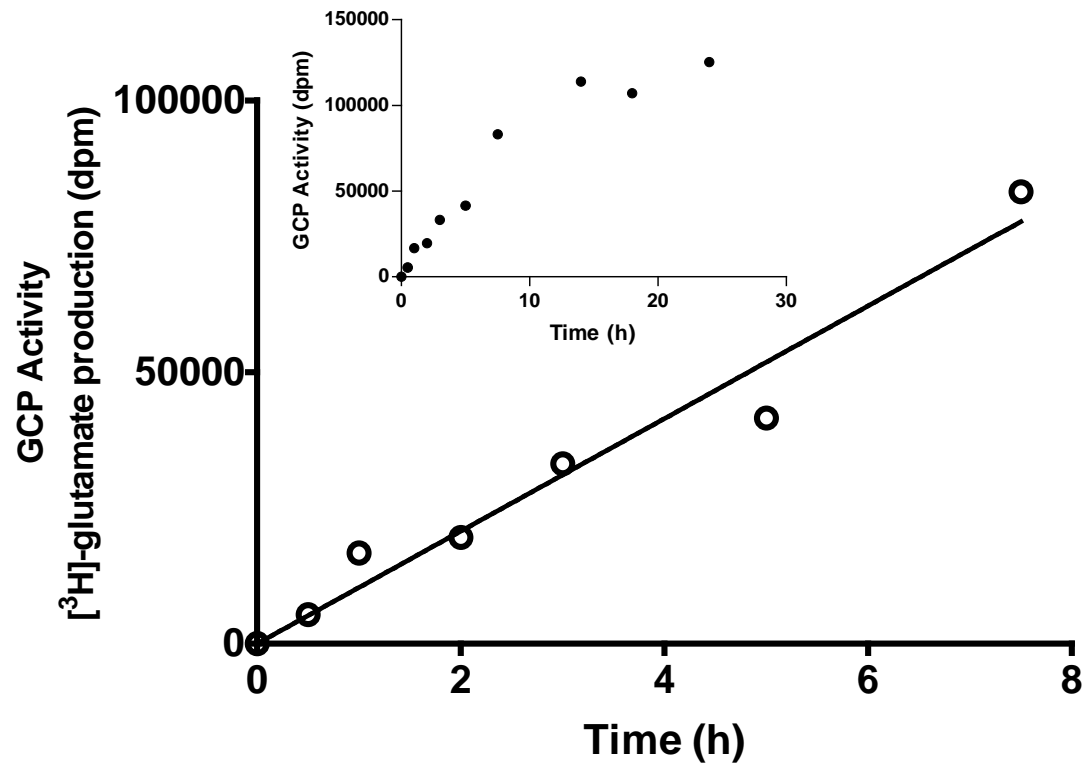 150000
100000
50000
0
GCP Activity (dpm)
0 10 20 30
Time (h)
100000
50000
0
GCP Activity
[³H]-glutamate production (dpm)
0 2 4 6 8
Time (h)